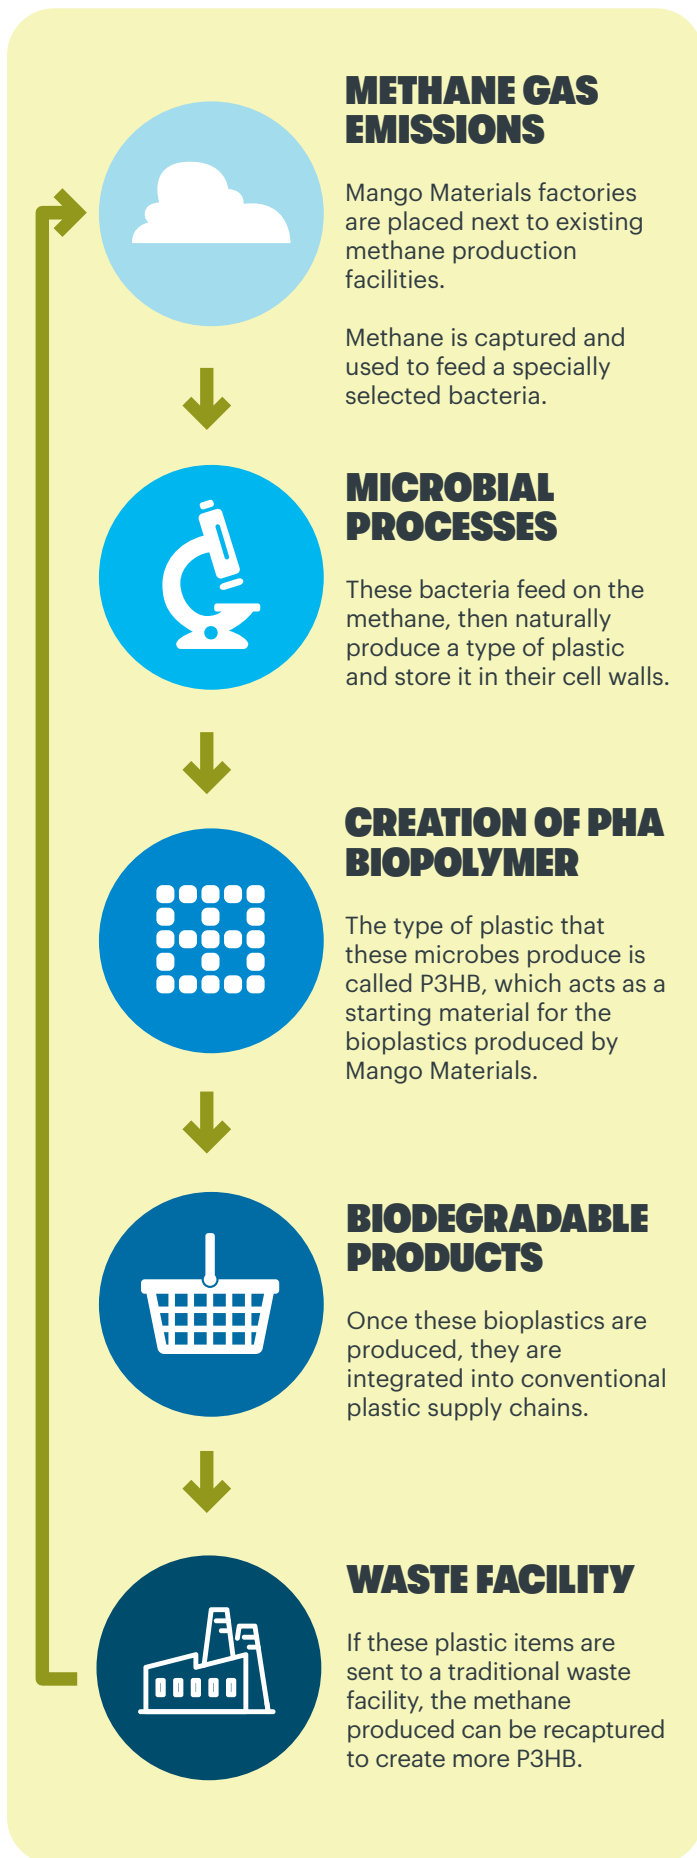 METHANE GAS
EMISSIONS
Mango Materials factories
are placed next to existing
methane production
facilities.
Methane is captured and
used to feed a specially
selected bacteria.
MICROBIAL
PROCESSES
These bacteria feed on the
methane, then naturally
produce a type of plastic
and store it in their cell walls.
CREATION OF PHA
BIOPOLYMER
The type of plastic that
these microbes produce is
called P3HB, which acts as a
starting material for the
bioplastics produced by
Mango Materials.
BIODEGRADABLE
PRODUCTS
Once these bioplastics are
produced, they are
integrated into conventional
plastic supply chains.
WASTE FACILITY
If these plastic items are
sent to a traditional waste
facility, the methane
produced can be recaptured
to create more P3HB.